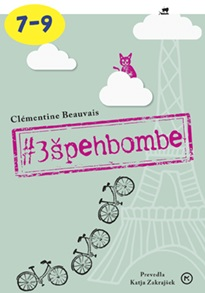 7-9
Clémentine Beauvais
#3špehbombe
Prevedla
Katja Zakrajšek